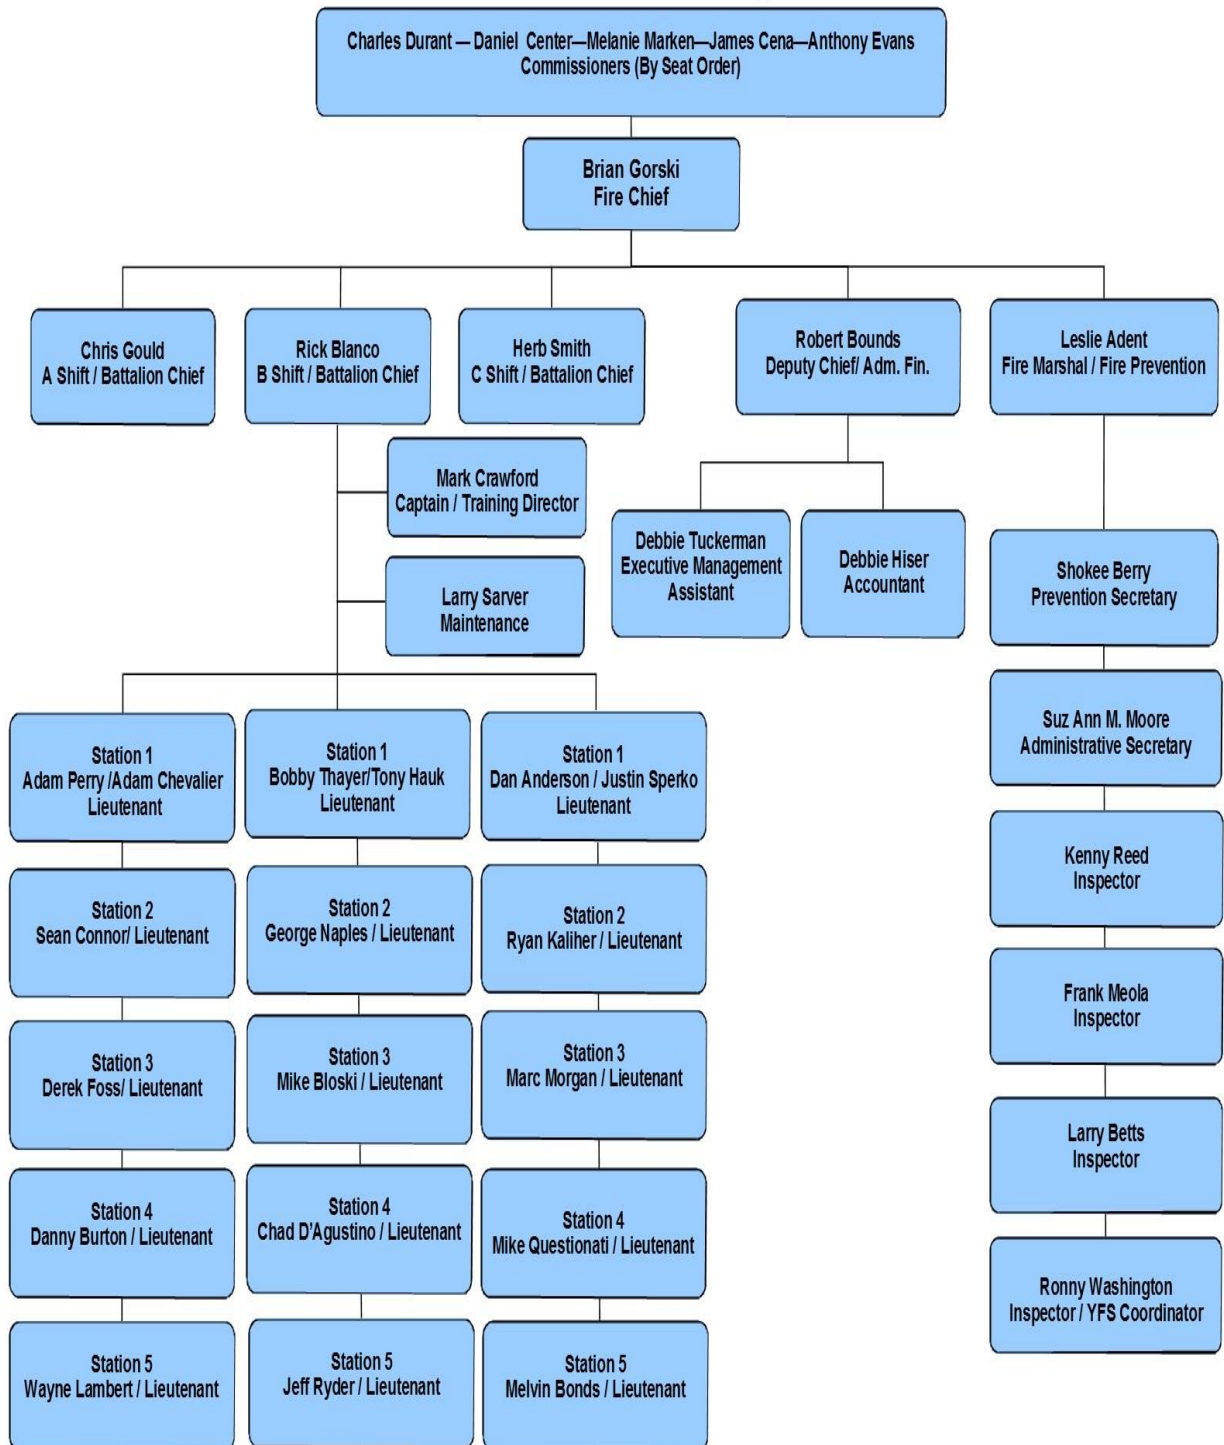 Charles Durant — Daniel Center—Melanie Marken—James Cena—Anthony Evans
Commissioners (By Seat Order)
Brian Gorski
Fire Chief
Chris Gould
A Shift / Battalion Chief
Rick Blanco
B Shift / Battalion Chief
Herb Smith
C Shift / Battalion Chief
Robert Bounds
Deputy Chief/ Adm. Fin.
Leslie Adent
Fire Marshal / Fire Prevention
Mark Crawford
Captain / Training Director
Larry Sarver
Maintenance
Debbie Tuckerman
Executive Management
Assistant
Debbie Hiser
Accountant
Shokee Berry
Prevention Secretary
Suz Ann M. Moore
Administrative Secretary
Kenny Reed
Inspector
Frank Meola
Inspector
Larry Betts
Inspector
Ronny Washington
Inspector / YFS Coordinator
Station 1
Adam Perry /Adam Chevalier
Lieutenant
Station 2
Sean Connor/ Lieutenant
Station 3
Derek Foss/ Lieutenant
Station 4
Danny Burton / Lieutenant
Station 5
Wayne Lambert / Lieutenant
Station 1
Bobby Thayer/Tony Hauk
Lieutenant
Station 2
George Naples / Lieutenant
Station 3
Mike Bloski / Lieutenant
Station 4
Chad D'Agustino / Lieutenant
Station 5
Jeff Ryder / Lieutenant
Station 1
Dan Anderson / Justin Sperko
Lieutenant
Station 2
Ryan Kaliher / Lieutenant
Station 3
Marc Morgan / Lieutenant
Station 4
Mike Questionati / Lieutenant
Station 5
Melvin Bonds / Lieutenant